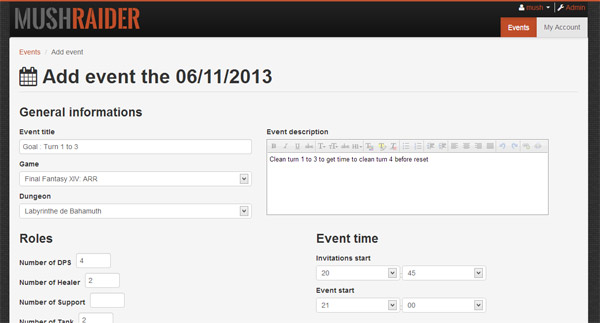 MUSHRAIDER
mush
Admin
Events
My Account
Events / Add event
Add event the 06/11/2013
General informations
Event title
Goal : Turn 1 to 3
Game
Final Fantasy XIV: ARR
Dungeon
Labyrinthe de Bahamuth
Event description
Clean turn 1 to 3 to get time to clean turn 4 before reset
Roles
Number of DPS 4
Number of Healer 2
Number of Support
Number of Tank 2
Event time
Invitations start
20 : 45
Event start
21 : 00